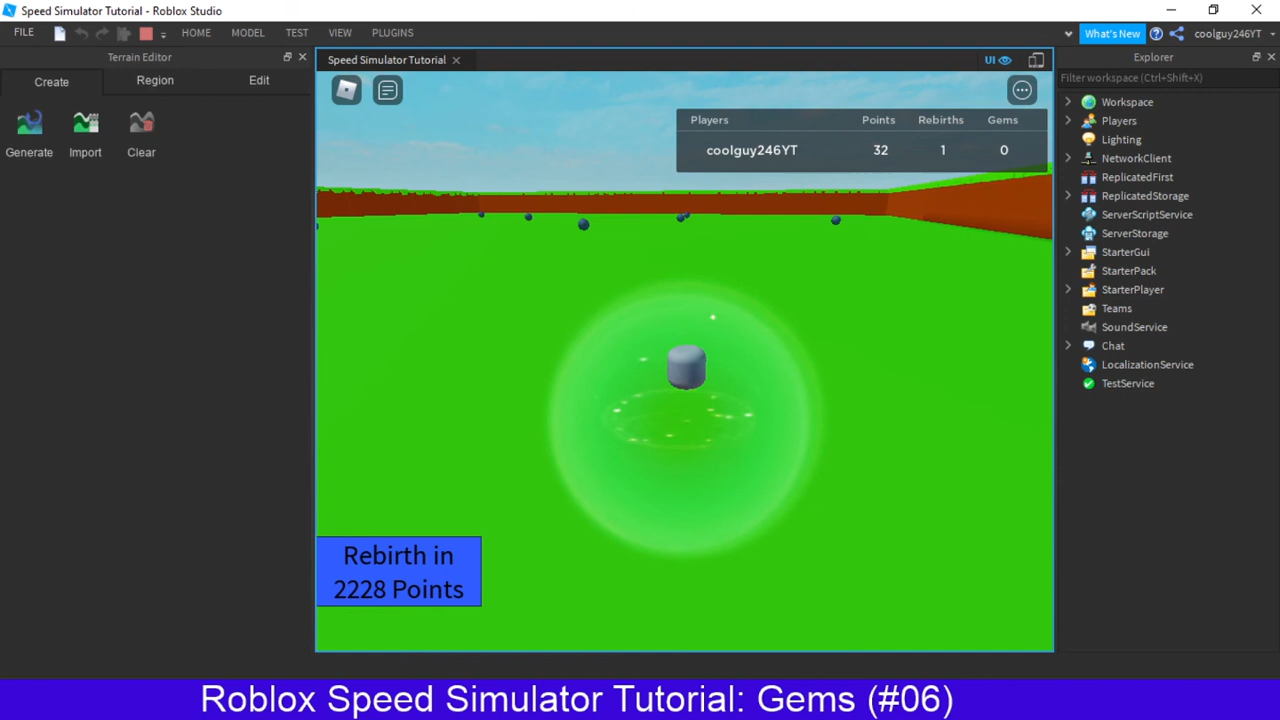 Speed Simulator Tutorial - Roblox Studio
FILE HOME MODEL TEST VIEW PLUGINS What's New coolguy246YT
Terrain Editor
Create Region Edit
Generate Import Clear
Speed Simulator Tutorial UI
Players Points Rebirths Gems
coolguy246YT 32 1 0
Rebirth in
2228 Points
Explorer
Filter workspace (Ctrl+Shift+X)
Workspace
Players
Lighting
NetworkClient
ReplicatedFirst
ReplicatedStorage
ServerScriptService
ServerStorage
StarterGui
StarterPack
StarterPlayer
Teams
SoundService
Chat
LocalizationService
TestService
Roblox Speed Simulator Tutorial: Gems (#06)